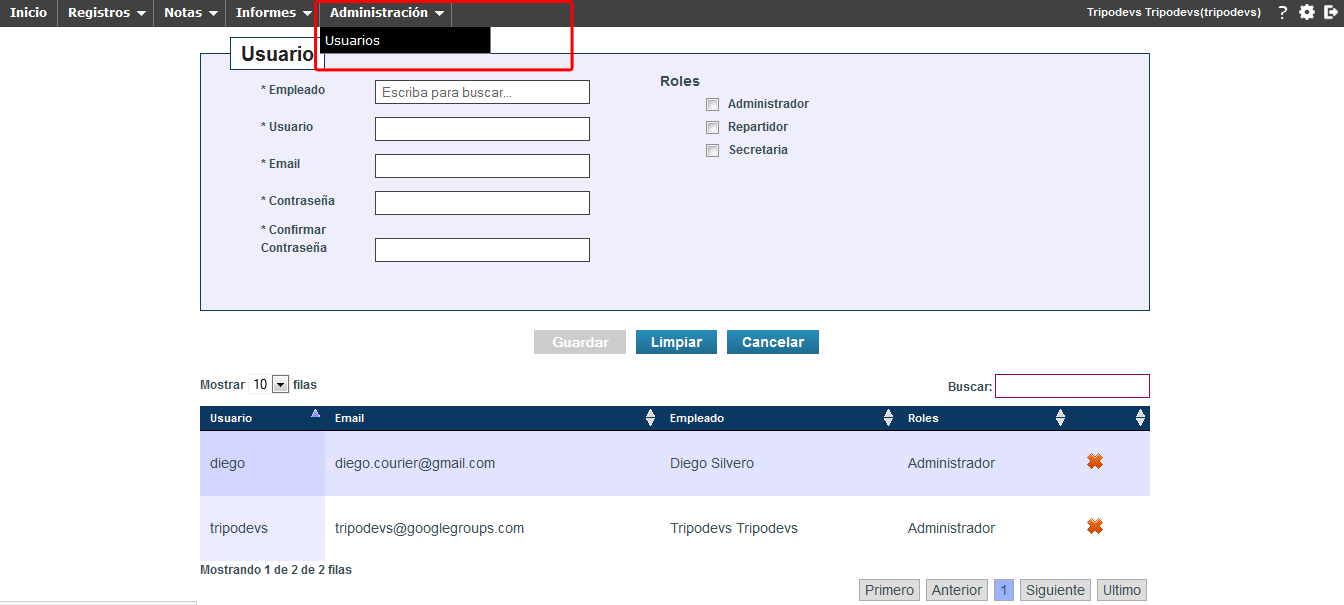 Inicio Registros Notas Informes Administración Tripodevs Tripodevs(tripodevs) ?
Usuarios
Usuario
* Empleado Escriba para buscar... Roles
Administrador
* Usuario Repartidor
Secretaria
* Email
* Contraseña
* Confirmar
Contraseña
Guardar Limpiar Cancelar
Mostrar 10 filas Buscar:
Usuario Email Empleado Roles
diego diego.courier@gmail.com Diego Silvero Administrador
tripodevs tripodevs@googlegroups.com Tripodevs Tripodevs Administrador
Mostrando 1 de 2 de 2 filas
Primero Anterior 1 Siguiente Ultimo